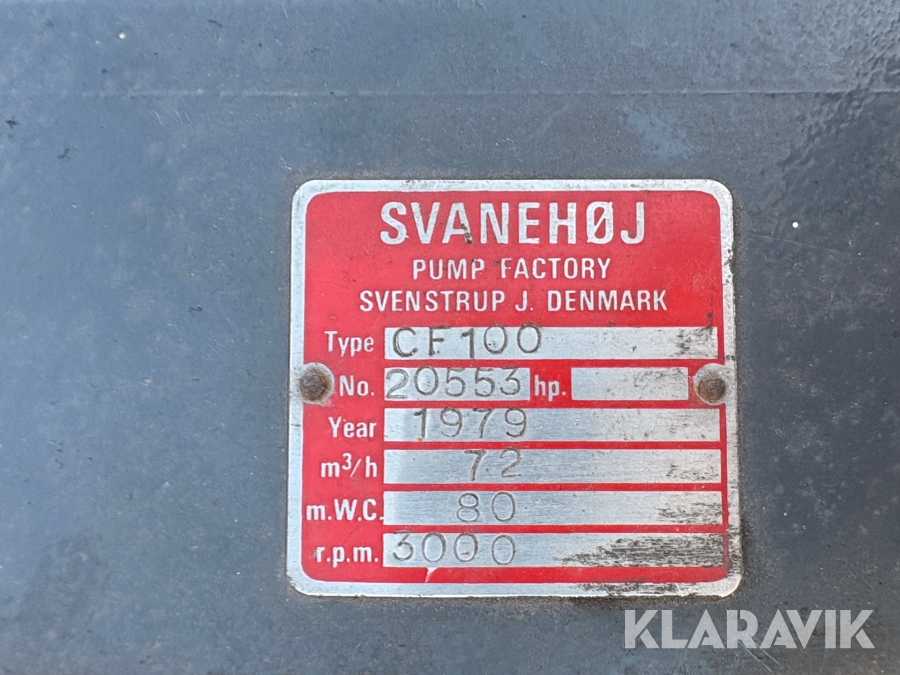 SVANEHØJ
PUMP FACTORY
SVENSTRUP J. DENMARK
Type CF100
No. 20553 hp.
Year 1979
m³/h 72
m.W.C. 80
r.p.m. 3000
KLARAVIK